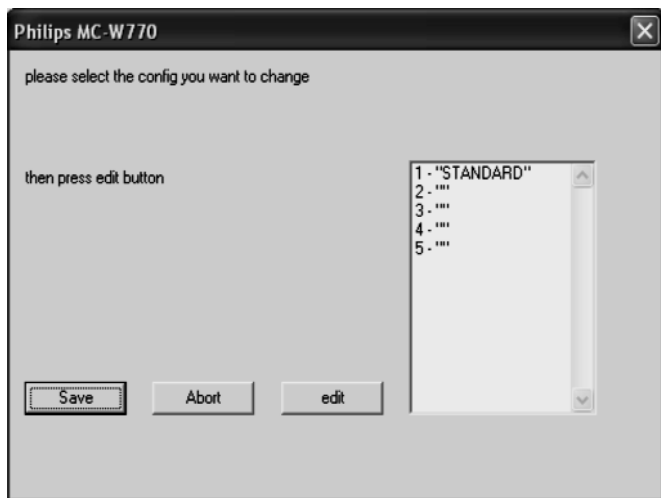 Philips MC-W770
please select the config you want to change
then press edit button
1 - "STANDARD"
2 - ""
3 - ""
4 - ""
5 - ""
Save
Abort
edit